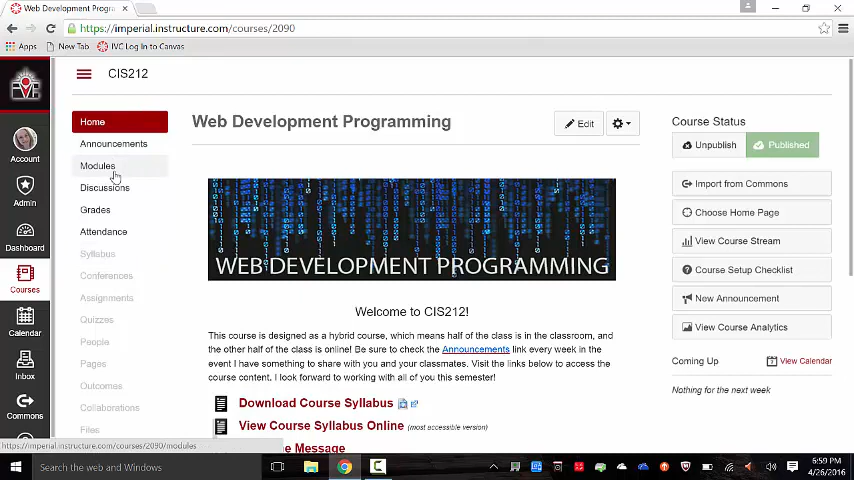 Web Development Progra
https://imperial.instructure.com/courses/2090
Apps
New Tab
IVC Log In to Canvas
CIS212
Account
Admin
Dashboard
Courses
Calendar
Inbox
Commons
Home
Announcements
Modules
Discussions
Grades
Attendance
Syllabus
Conferences
Assignments
Quizzes
People
Pages
Outcomes
Collaborations
Files
https://imperial.instructure.com/courses/2090/modules
Web Development Programming
Edit
WEB DEVELOPMENT PROGRAMMING
Welcome to CIS212!
This course is designed as a hybrid course, which means half of the class is in the classroom, and
the other half of the class is online! Be sure to check the Announcements link every week in the
event I have something to share with you and your classmates. Visit the links below to access the
course content. I look forward to working with all of you this semester!
Download Course Syllabus
View Course Syllabus Online (most accessible version)
Message
Course Status
Unpublish
Published
Import from Commons
Choose Home Page
View Course Stream
Course Setup Checklist
New Announcement
View Course Analytics
Coming Up
View Calendar
Nothing for the next week
Search the web and Windows
6:59 PM
4/26/2016